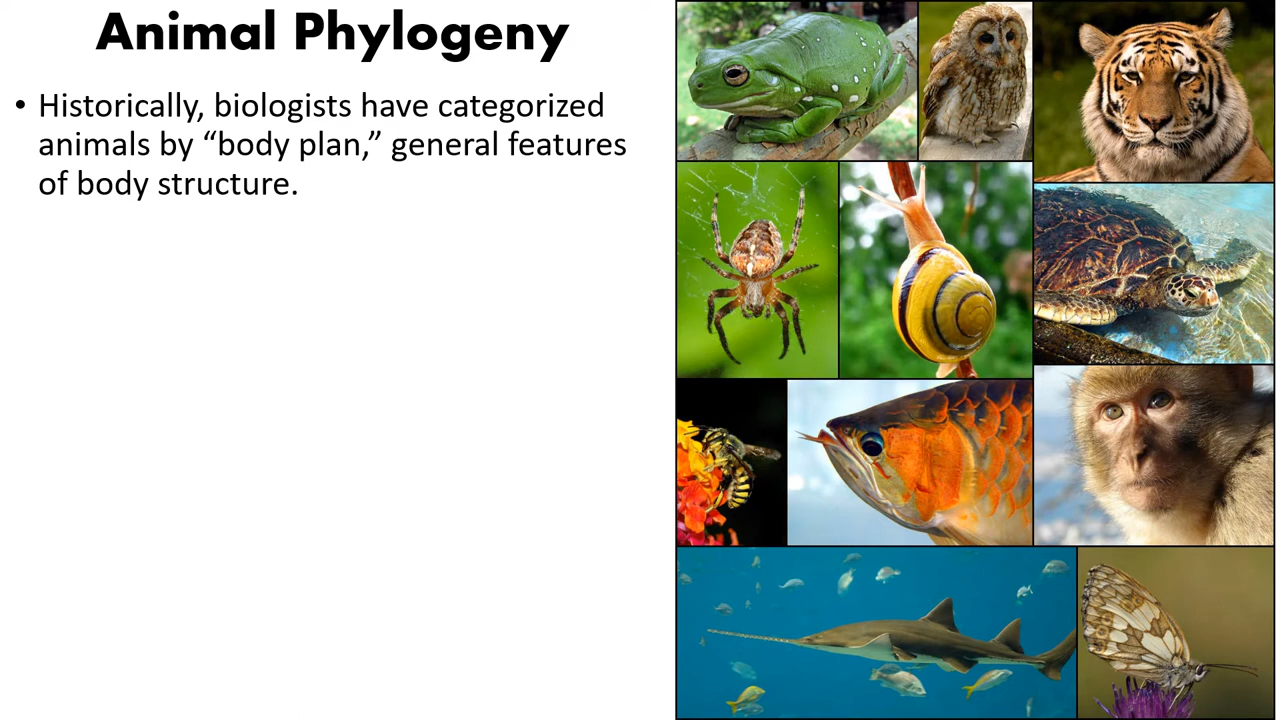 Animal Phylogeny
• Historically, biologists have categorized
animals by “body plan,” general features
of body structure.